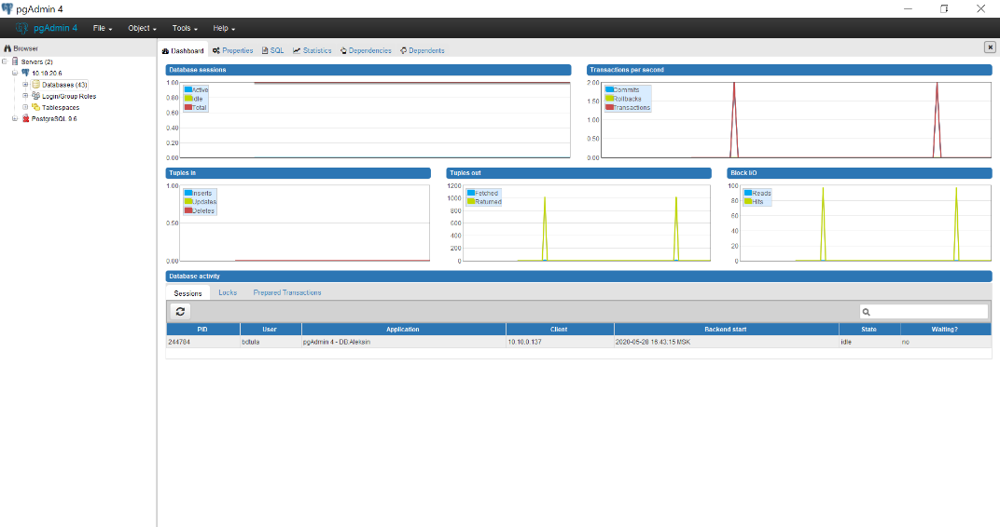 pgAdmin 4
pgAdmin 4 File Object Tools Help
Browser
Servers (2)
10.10.20.6
Databases (43)
Login/Group Roles
Tablespaces
PostgreSQL 9.6
Dashboard Properties SQL Statistics Dependencies Dependents
Database sessions
1.00
0.80
0.60
0.40
0.20
0.00
Active
Idle
Total
Transactions per second
2.00
1.50
1.00
0.50
0.00
Commits
Rollbacks
Transactions
Tuples in
1.00
0.50
0.00
Inserts
Updates
Deletes
Tuples out
1200
1000
800
600
400
200
0
Fetched
Returned
Block I/O
100
80
60
40
20
0
Reads
Hits
Database activity
Sessions Locks Prepared Transactions
PID User Application Client Backend start State Waiting?
244784 bdtula pgAdmin 4 - DB:Aleksin 10.10.0.137 2020-05-28 16:43:15 MSK idle no